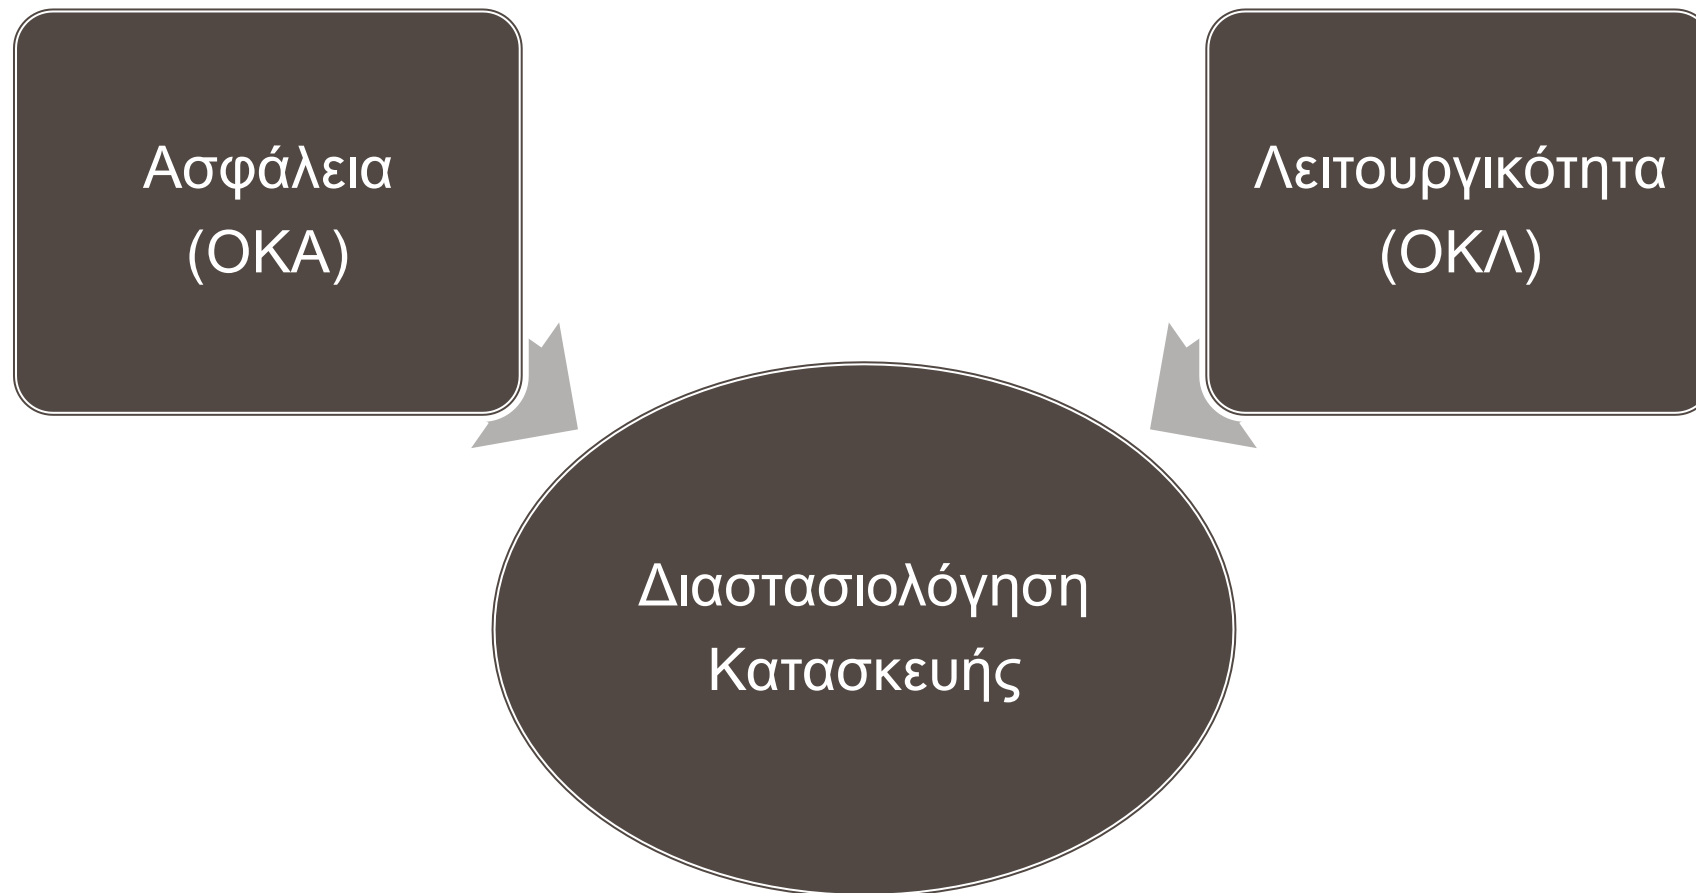 Ασφάλεια
(ΟΚΑ)
Λειτουργικότητα
(ΟΚΛ)
Διαστασιολόγηση
Κατασκευής